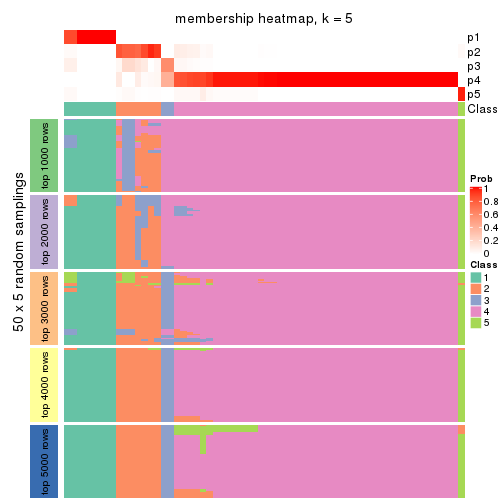 membership heatmap, k = 5
p1
p2
p3
p4
p5
Class
50 x 5 random samplings
top 1000 rows
top 2000 rows
top 3000 rows
top 4000 rows
top 5000 rows
Prob
1
0.8
0.6
0.4
0.2
0
Class
1
2
3
4
5